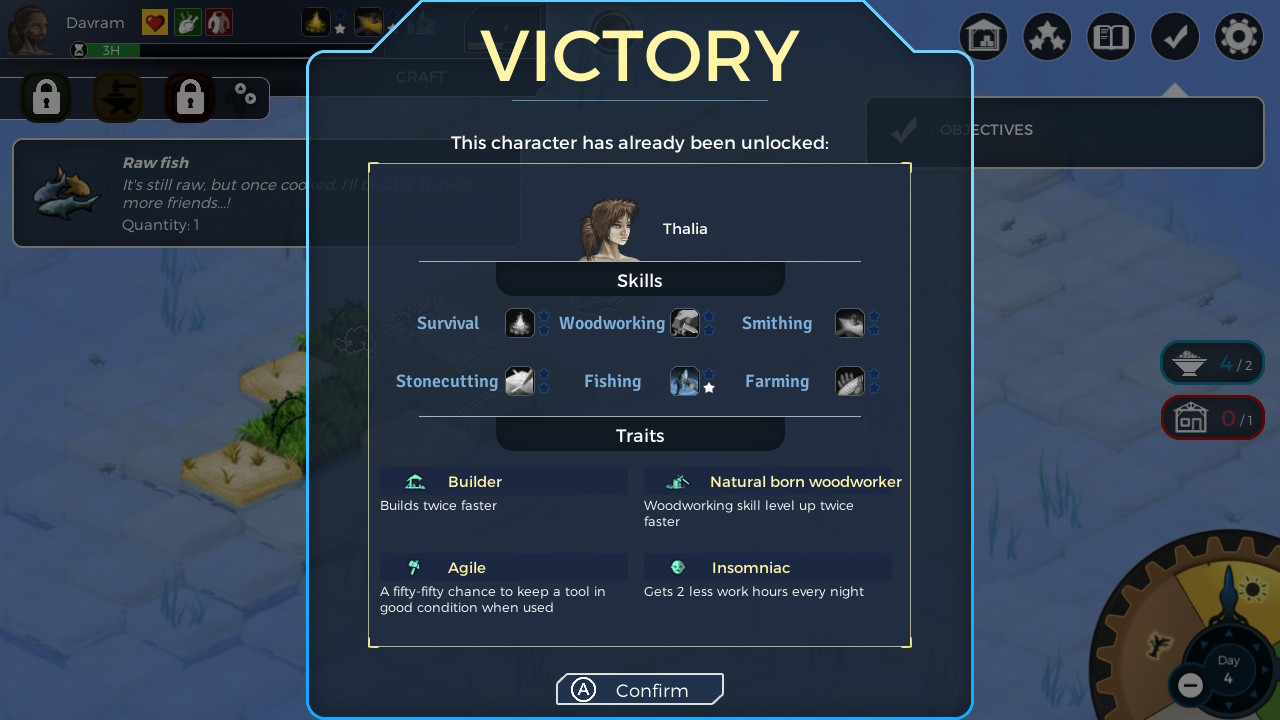 Davram
3H
VICTORY
CRAFT
This character has already been unlocked:
OBJECTIVES
Raw fish
It's still raw, but once cooked, I'll be able to feed
more friends...!
Quantity: 1
Thalia
Skills
Survival
Woodworking
Smithing
Stonecutting
Fishing
Farming
4 / 2
0 / 1
Traits
Builder
Builds twice faster
Natural born woodworker
Woodworking skill level up twice
faster
Agile
A fifty-fifty chance to keep a tool in
good condition when used
Insomniac
Gets 2 less work hours every night
Day
4
A Confirm